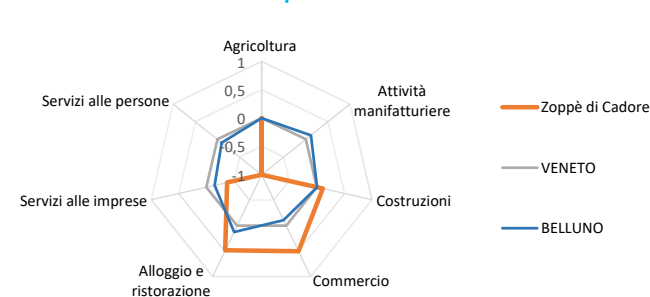 Agricoltura
1
0,5
0
-0,5
-1
Attività
manifatturiere
Costruzioni
Commercio
Alloggio e
ristorazione
Servizi alle imprese
Servizi alle persone
Zoppè di Cadore
VENETO
BELLUNO